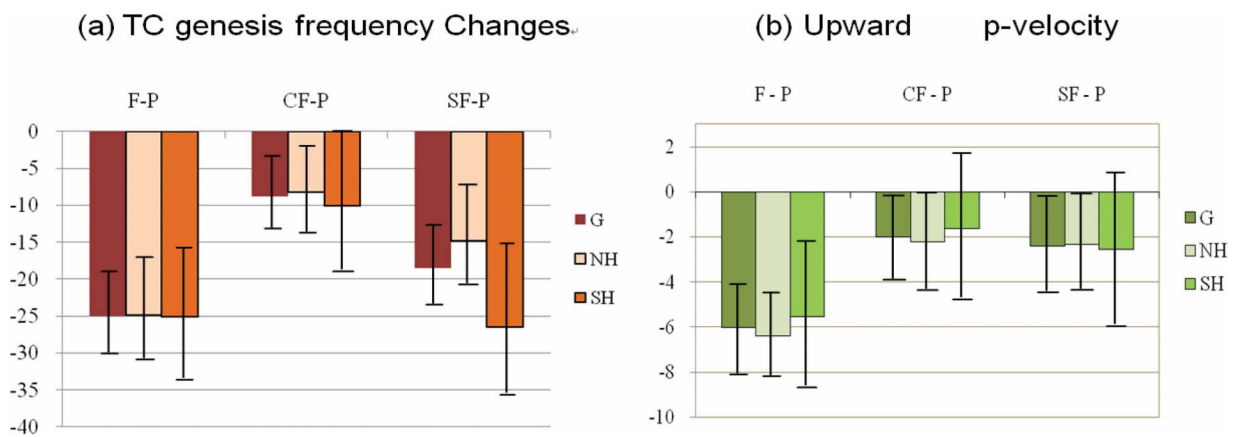 (a) TC genesis frequency Changes
(b) Upward p-velocity
F-P CF-P SF-P
0
-5
-10
-15
-20
-25
-30
-35
-40
G
NH
SH
F - P CF - P SF - P
2
0
-2
-4
-6
-8
-10
G
NH
SH